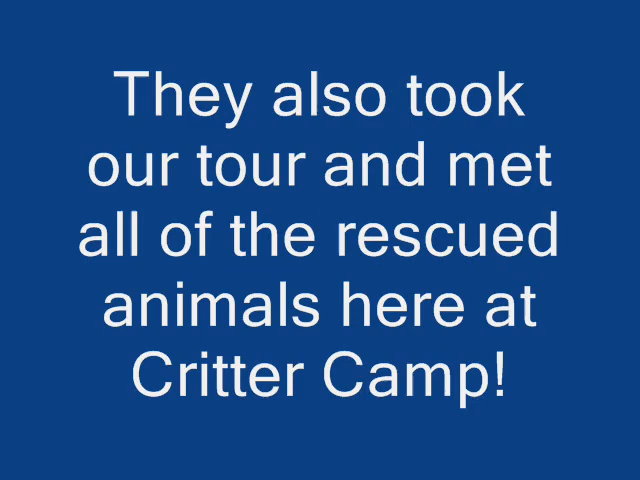 They also took
our tour and met
all of the rescued
animals here at
Critter Camp!